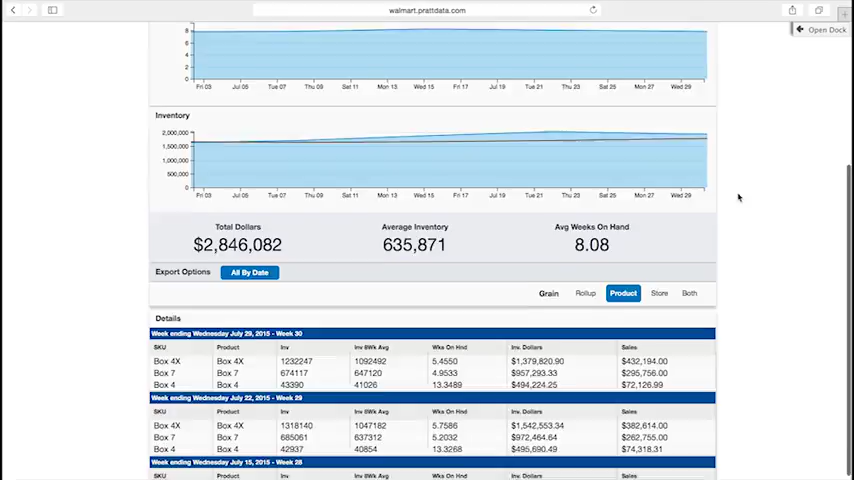 walmart.prattdata.com
Open Dock
8
6
4
2
0
Fri 03 Jul 05 Tue 07 Thu 09 Sat 11 Mon 13 Wed 15 Fri 17 Jul 19 Tue 21 Thu 23 Sat 25 Mon 27 Wed 29
Inventory
2,000,000
1,500,000
1,000,000
500,000
0
Fri 03 Jul 05 Tue 07 Thu 09 Sat 11 Mon 13 Wed 15 Fri 17 Jul 19 Tue 21 Thu 23 Sat 25 Mon 27 Wed 29
Total Dollars Average Inventory Avg Weeks On Hand
$2,846,082 635,871 8.08
Export Options All By Date
Grain Rollup Product Store Both
Details
Week ending Wednesday July 29, 2015 - Week 30
SKU Product Inv Inv 8Wk Avg Wks On Hnd Inv. Dollars Sales
Box 4X Box 4X 1232247 1092492 5.4550 $1,379,820.90 $432,194.00
Box 7 Box 7 674117 647120 4.9533 $957,293.33 $295,756.00
Box 4 Box 4 43390 41026 13.3489 $494,224.25 $72,126.99
Week ending Wednesday July 22, 2015 - Week 29
SKU Product Inv Inv 8Wk Avg Wks On Hnd Inv. Dollars Sales
Box 4X Box 4X 1318140 1047182 5.7586 $1,542,553.34 $382,614.00
Box 7 Box 7 685061 637312 5.2032 $972,464.64 $262,755.00
Box 4 Box 4 42937 40854 13.3268 $495,690.49 $74,318.31
Week ending Wednesday July 15, 2015 - Week 28
SKU Product Inv Inv 8Wk Avg Wks On Hnd Inv. Dollars Sales